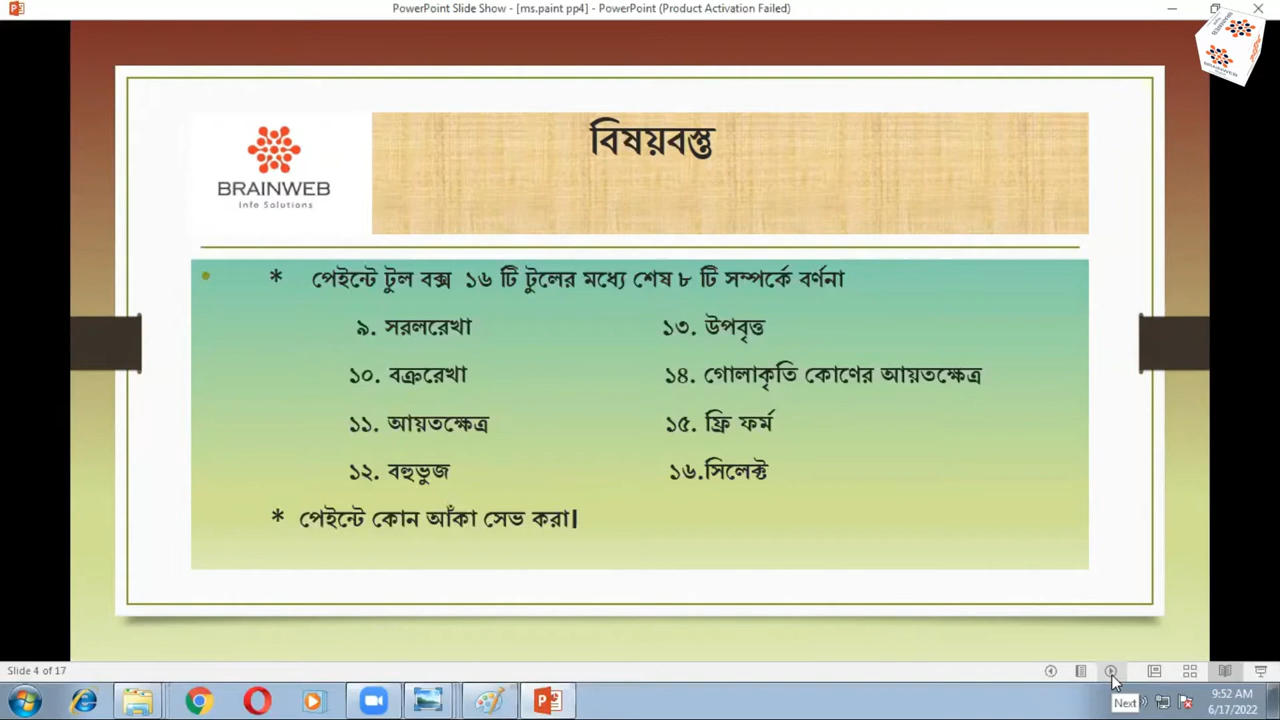 PowerPoint Slide Show - [ms.paint pp4] - PowerPoint (Product Activation Failed)
বিষয়বস্তু
BRAINWEB
Info Solutions
* পেইন্টে টুল বক্স ১৬ টি টুলের মধ্যে শেষ ৮ টি সম্পর্কে বর্ণনা
৯. সরলরেখা ১৩. উপবৃত্ত
১০. বক্ররেখা ১৪. গোলাকৃতি কোণের আয়তক্ষেত্র
১১. আয়তক্ষেত্র ১৫. ফ্রি ফর্ম
১২. বহুভুজ ১৬.সিলেক্ট
* পেইন্টে কোন আঁকা সেভ করা।
Slide 4 of 17
Next
9:52 AM
6/17/2022